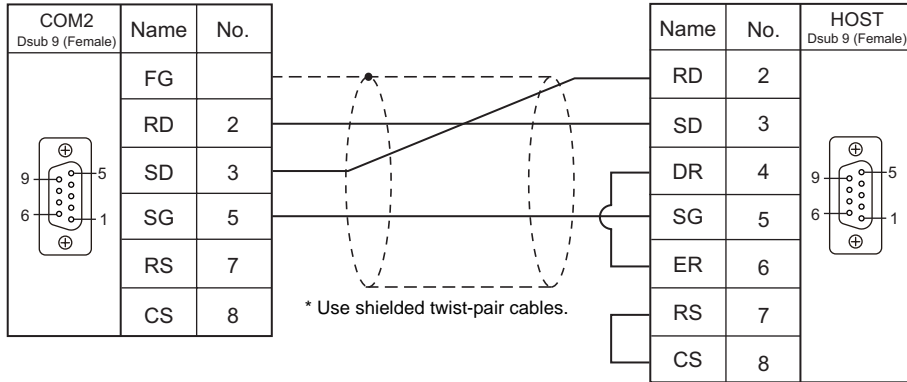 COM2
Dsub 9 (Female)
Name No.
FG
RD 2
SD 3
SG 5
RS 7
CS 8
9
5
6
1
* Use shielded twist-pair cables.
Name No.
HOST
Dsub 9 (Female)
RD 2
SD 3
DR 4
SG 5
ER 6
RS 7
CS 8
9
5
6
1